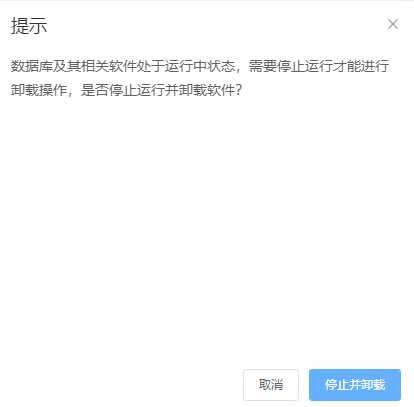 提示
数据库及其相关软件处于运行中状态，需要停止运行才能进行
卸载操作，是否停止运行并卸载软件？
取消
停止并卸载